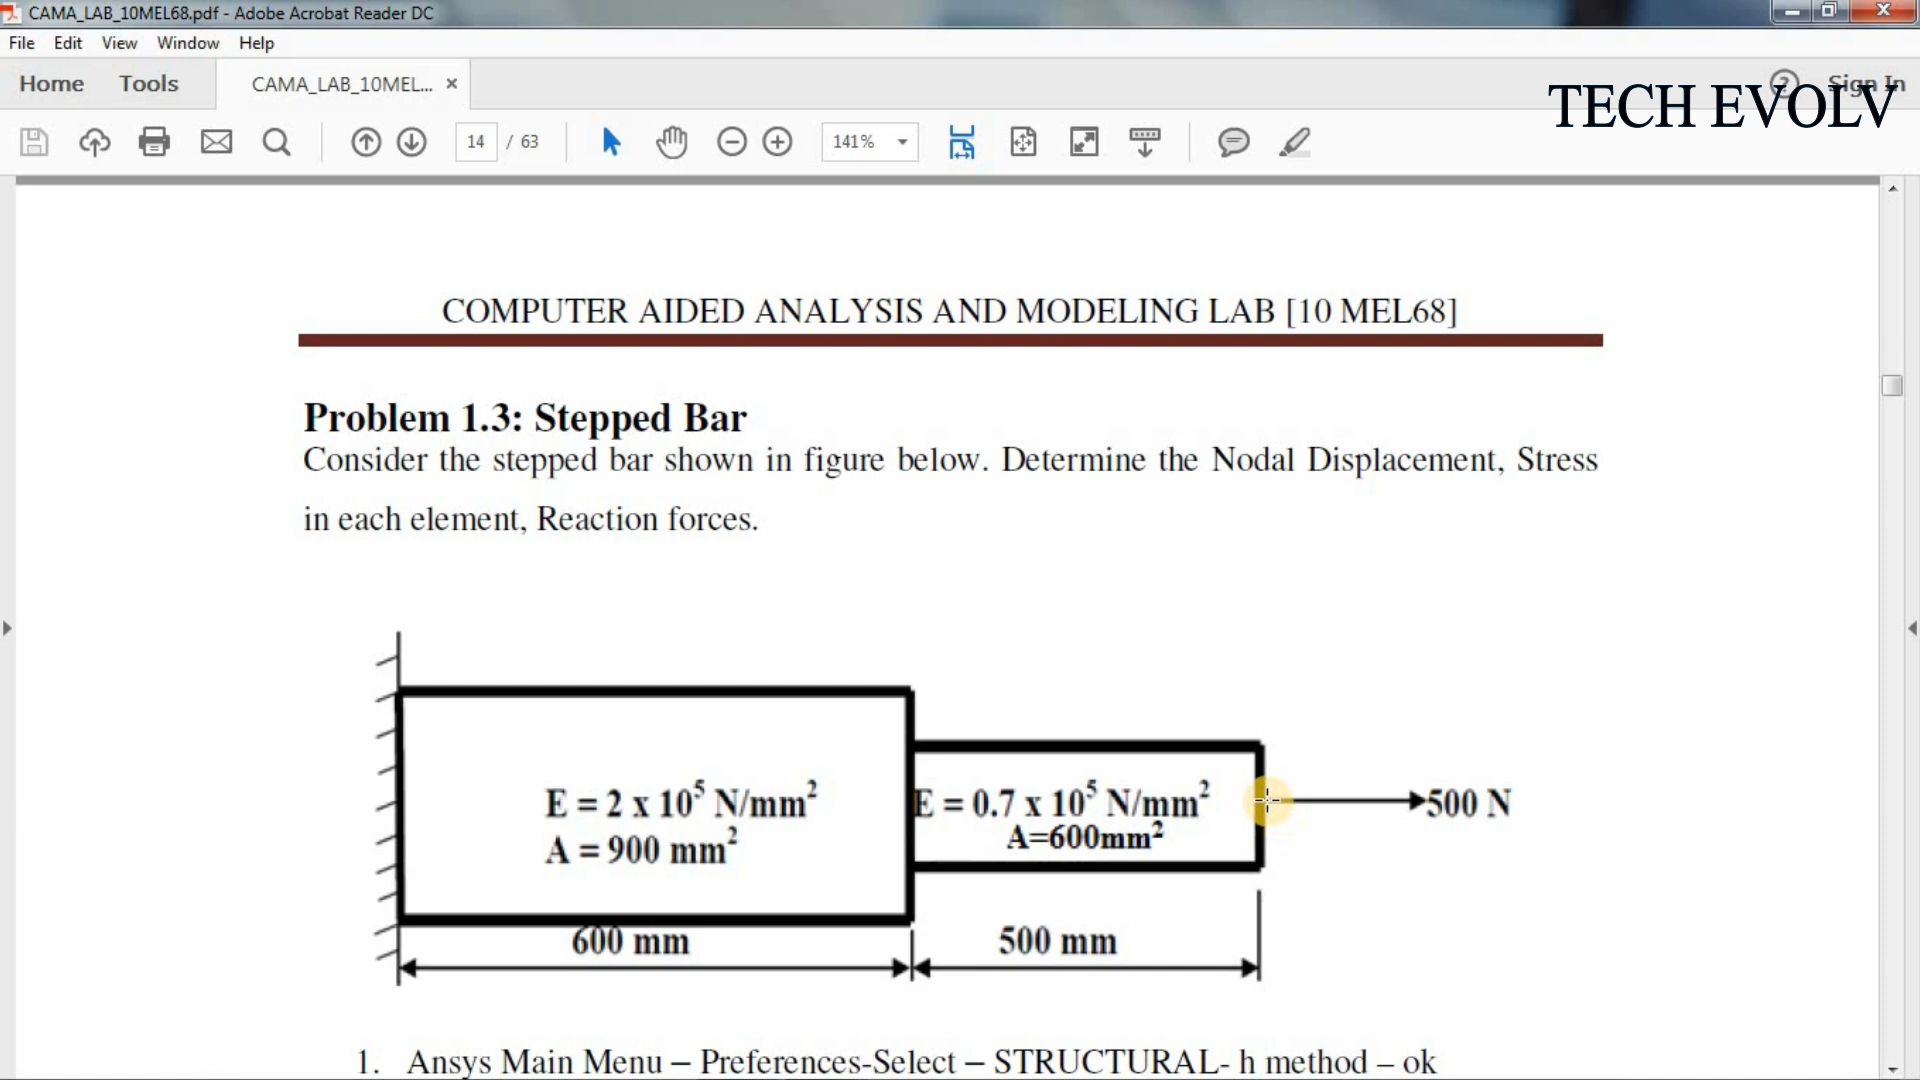 CAMA_LAB_10MEL68.pdf - Adobe Acrobat Reader DC
File Edit View Window Help
Home Tools CAMA_LAB_10MEL... × ? Sign In
TECH EVOLV
14 / 63 141%
COMPUTER AIDED ANALYSIS AND MODELING LAB [10 MEL68]
Problem 1.3: Stepped Bar
Consider the stepped bar shown in figure below. Determine the Nodal Displacement, Stress
in each element, Reaction forces.
E = 2 x 10⁵ N/mm²
A = 900 mm²
E = 0.7 x 10⁵ N/mm²
A=600mm²
500 N
600 mm
500 mm
1. Ansys Main Menu – Preferences-Select – STRUCTURAL- h method – ok